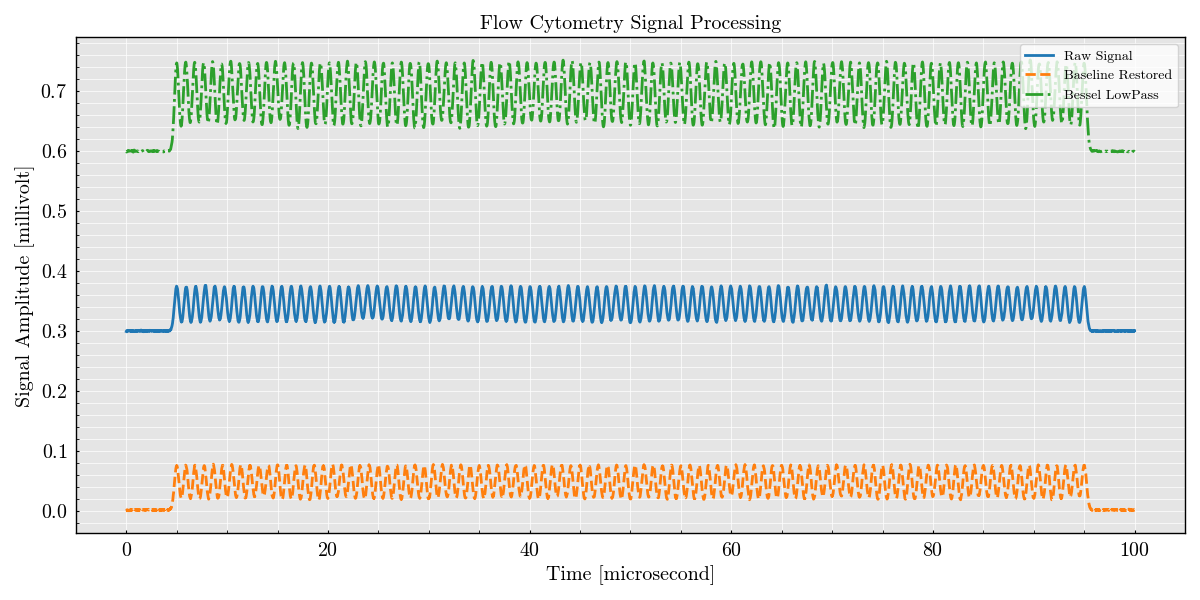 Flow Cytometry Signal Processing
Raw Signal
Baseline Restored
Bessel LowPass
Signal Amplitude [millivolt]
0.7
0.6
0.5
0.4
0.3
0.2
0.1
0.0
0 20 40 60 80 100
Time [microsecond]